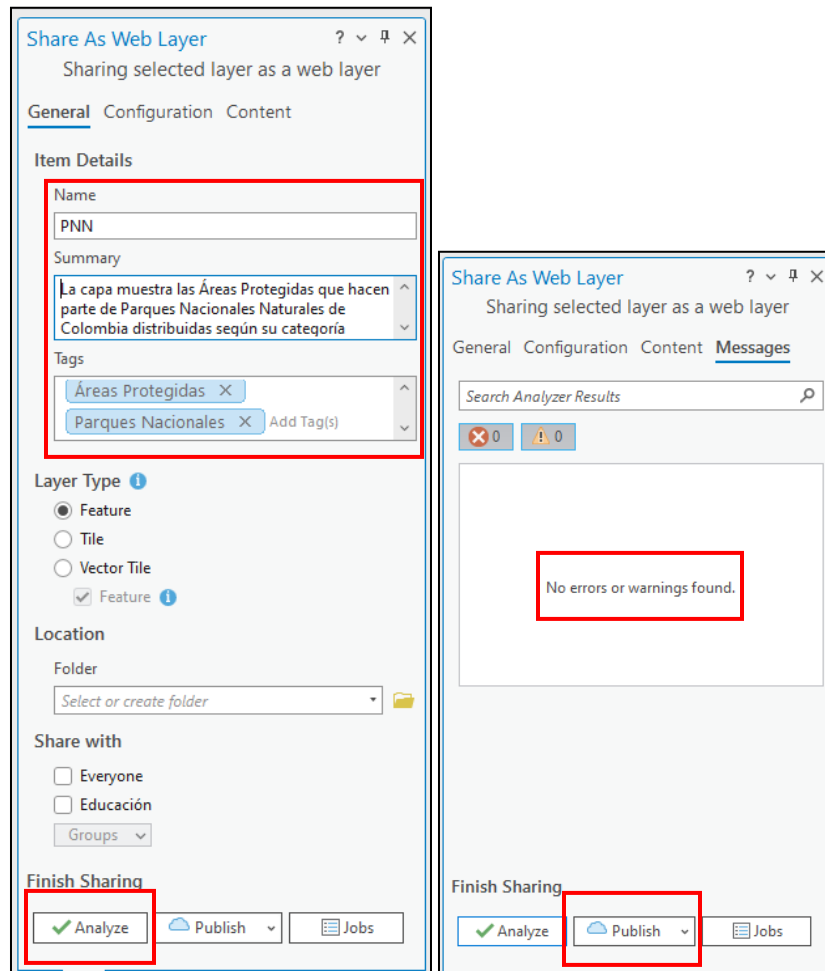 Share As Web Layer
Sharing selected layer as a web layer
General Configuration Content
Item Details
Name
PNN
Summary
La capa muestra las Áreas Protegidas que hacen
parte de Parques Nacionales Naturales de
Colombia distribuidas según su categoría
Tags
Áreas Protegidas
Parques Nacionales Add Tag(s)
Layer Type
Feature
Tile
Vector Tile
Feature
Location
Folder
Select or create folder
Share with
Everyone
Educación
Groups
Finish Sharing
Analyze Publish Jobs
Share As Web Layer
Sharing selected layer as a web layer
General Configuration Content Messages
Search Analyzer Results
0 0
No errors or warnings found.
Finish Sharing
Analyze Publish Jobs